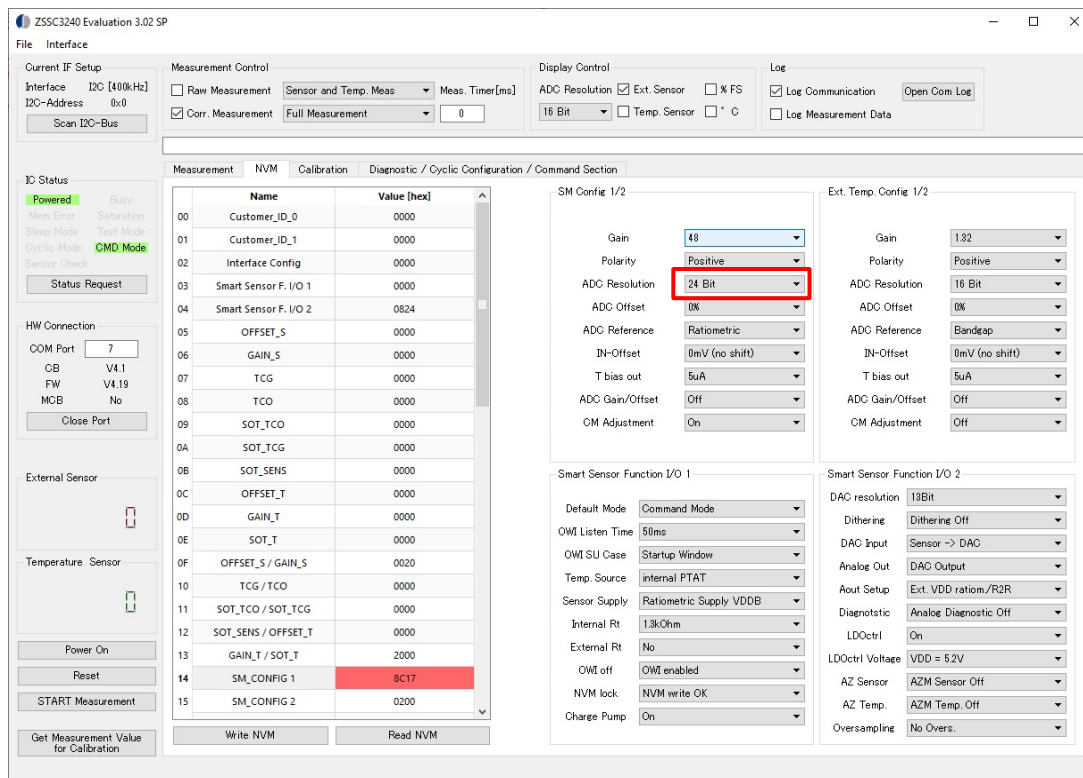 ZSSC3240 Evaluation 3.02 SP
File Interface
Current IF Setup
Interface I2C [400kHz]
I2C-Address 0x0
Scan I2C-Bus
Measurement Control
Raw Measurement Sensor and Temp. Meas Meas. Timer[ms]
Corr. Measurement Full Measurement 0
Display Control
ADC Resolution Ext. Sensor % FS
16 Bit Temp. Sensor ° C
Log
Log Communication Open Com Log
Log Measurement Data
IC Status
Powered Busy
Mem Error Saturation
Sleep Mode Test Mode
Cyclic Mode CMD Mode
Sensor Check
Status Request
HW Connection
COM Port 7
CB V4.1
FW V4.19
MCB No
Close Port
External Sensor
0
Temperature Sensor
0
Power On
Reset
START Measurement
Get Measurement Value
for Calibration
Measurement NVM Calibration Diagnostic / Cyclic Configuration / Command Section
Name Value [hex]
00 Customer_ID_0 0000
01 Customer_ID_1 0000
02 Interface Config 0000
03 Smart Sensor F. I/O 1 0000
04 Smart Sensor F. I/O 2 0824
05 OFFSET_S 0000
06 GAIN_S 0000
07 TCG 0000
08 TCO 0000
09 SOT_TCO 0000
0A SOT_TCG 0000
0B SOT_SENS 0000
0C OFFSET_T 0000
0D GAIN_T 0000
0E SOT_T 0000
0F OFFSET_S / GAIN_S 0020
10 TCG / TCO 0000
11 SOT_TCO / SOT_TCG 0000
12 SOT_SENS / OFFSET_T 0000
13 GAIN_T / SOT_T 2000
14 SM_CONFIG 1 8C17
15 SM_CONFIG 2 0200
Write NVM Read NVM
SM Config 1/2
Gain 48
Polarity Positive
ADC Resolution 24 Bit
ADC Offset 0%
ADC Reference Ratiometric
IN-Offset 0mV (no shift)
T bias out 5uA
ADC Gain/Offset Off
CM Adjustment On
Ext. Temp. Config 1/2
Gain 1.32
Polarity Positive
ADC Resolution 16 Bit
ADC Offset 0%
ADC Reference Bandgap
IN-Offset 0mV (no shift)
T bias out 5uA
ADC Gain/Offset Off
CM Adjustment Off
Smart Sensor Function I/O 1
Default Mode Command Mode
OWI Listen Time 50ms
OWI SU Case Startup Window
Temp. Source internal PTAT
Sensor Supply Ratiometric Supply VDDB
Internal Rt 1.3kOhm
External Rt No
OWI off OWI enabled
NVM lock NVM write OK
Charge Pump On
Smart Sensor Function I/O 2
DAC resolution 13Bit
Dithering Dithering Off
DAC Input Sensor -> DAC
Analog Out DAC Output
Aout Setup Ext. VDD ratiom./R2R
Diagnotstic Analog Diagnostic Off
LDOctrl On
LDOctrl Voltage VDD = 5.2V
AZ Sensor AZM Sensor Off
AZ Temp. AZM Temp. Off
Oversampling No Overs.